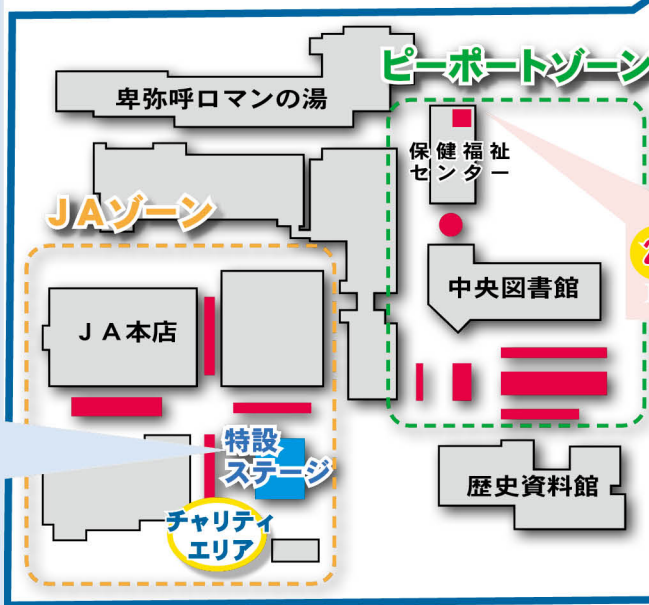 ピーポートゾーン
卑弥呼ロマンの湯
保健福祉
センター
JAゾーン
中央図書館
JA本店
特設
ステージ
歴史資料館
チャリティ
エリア